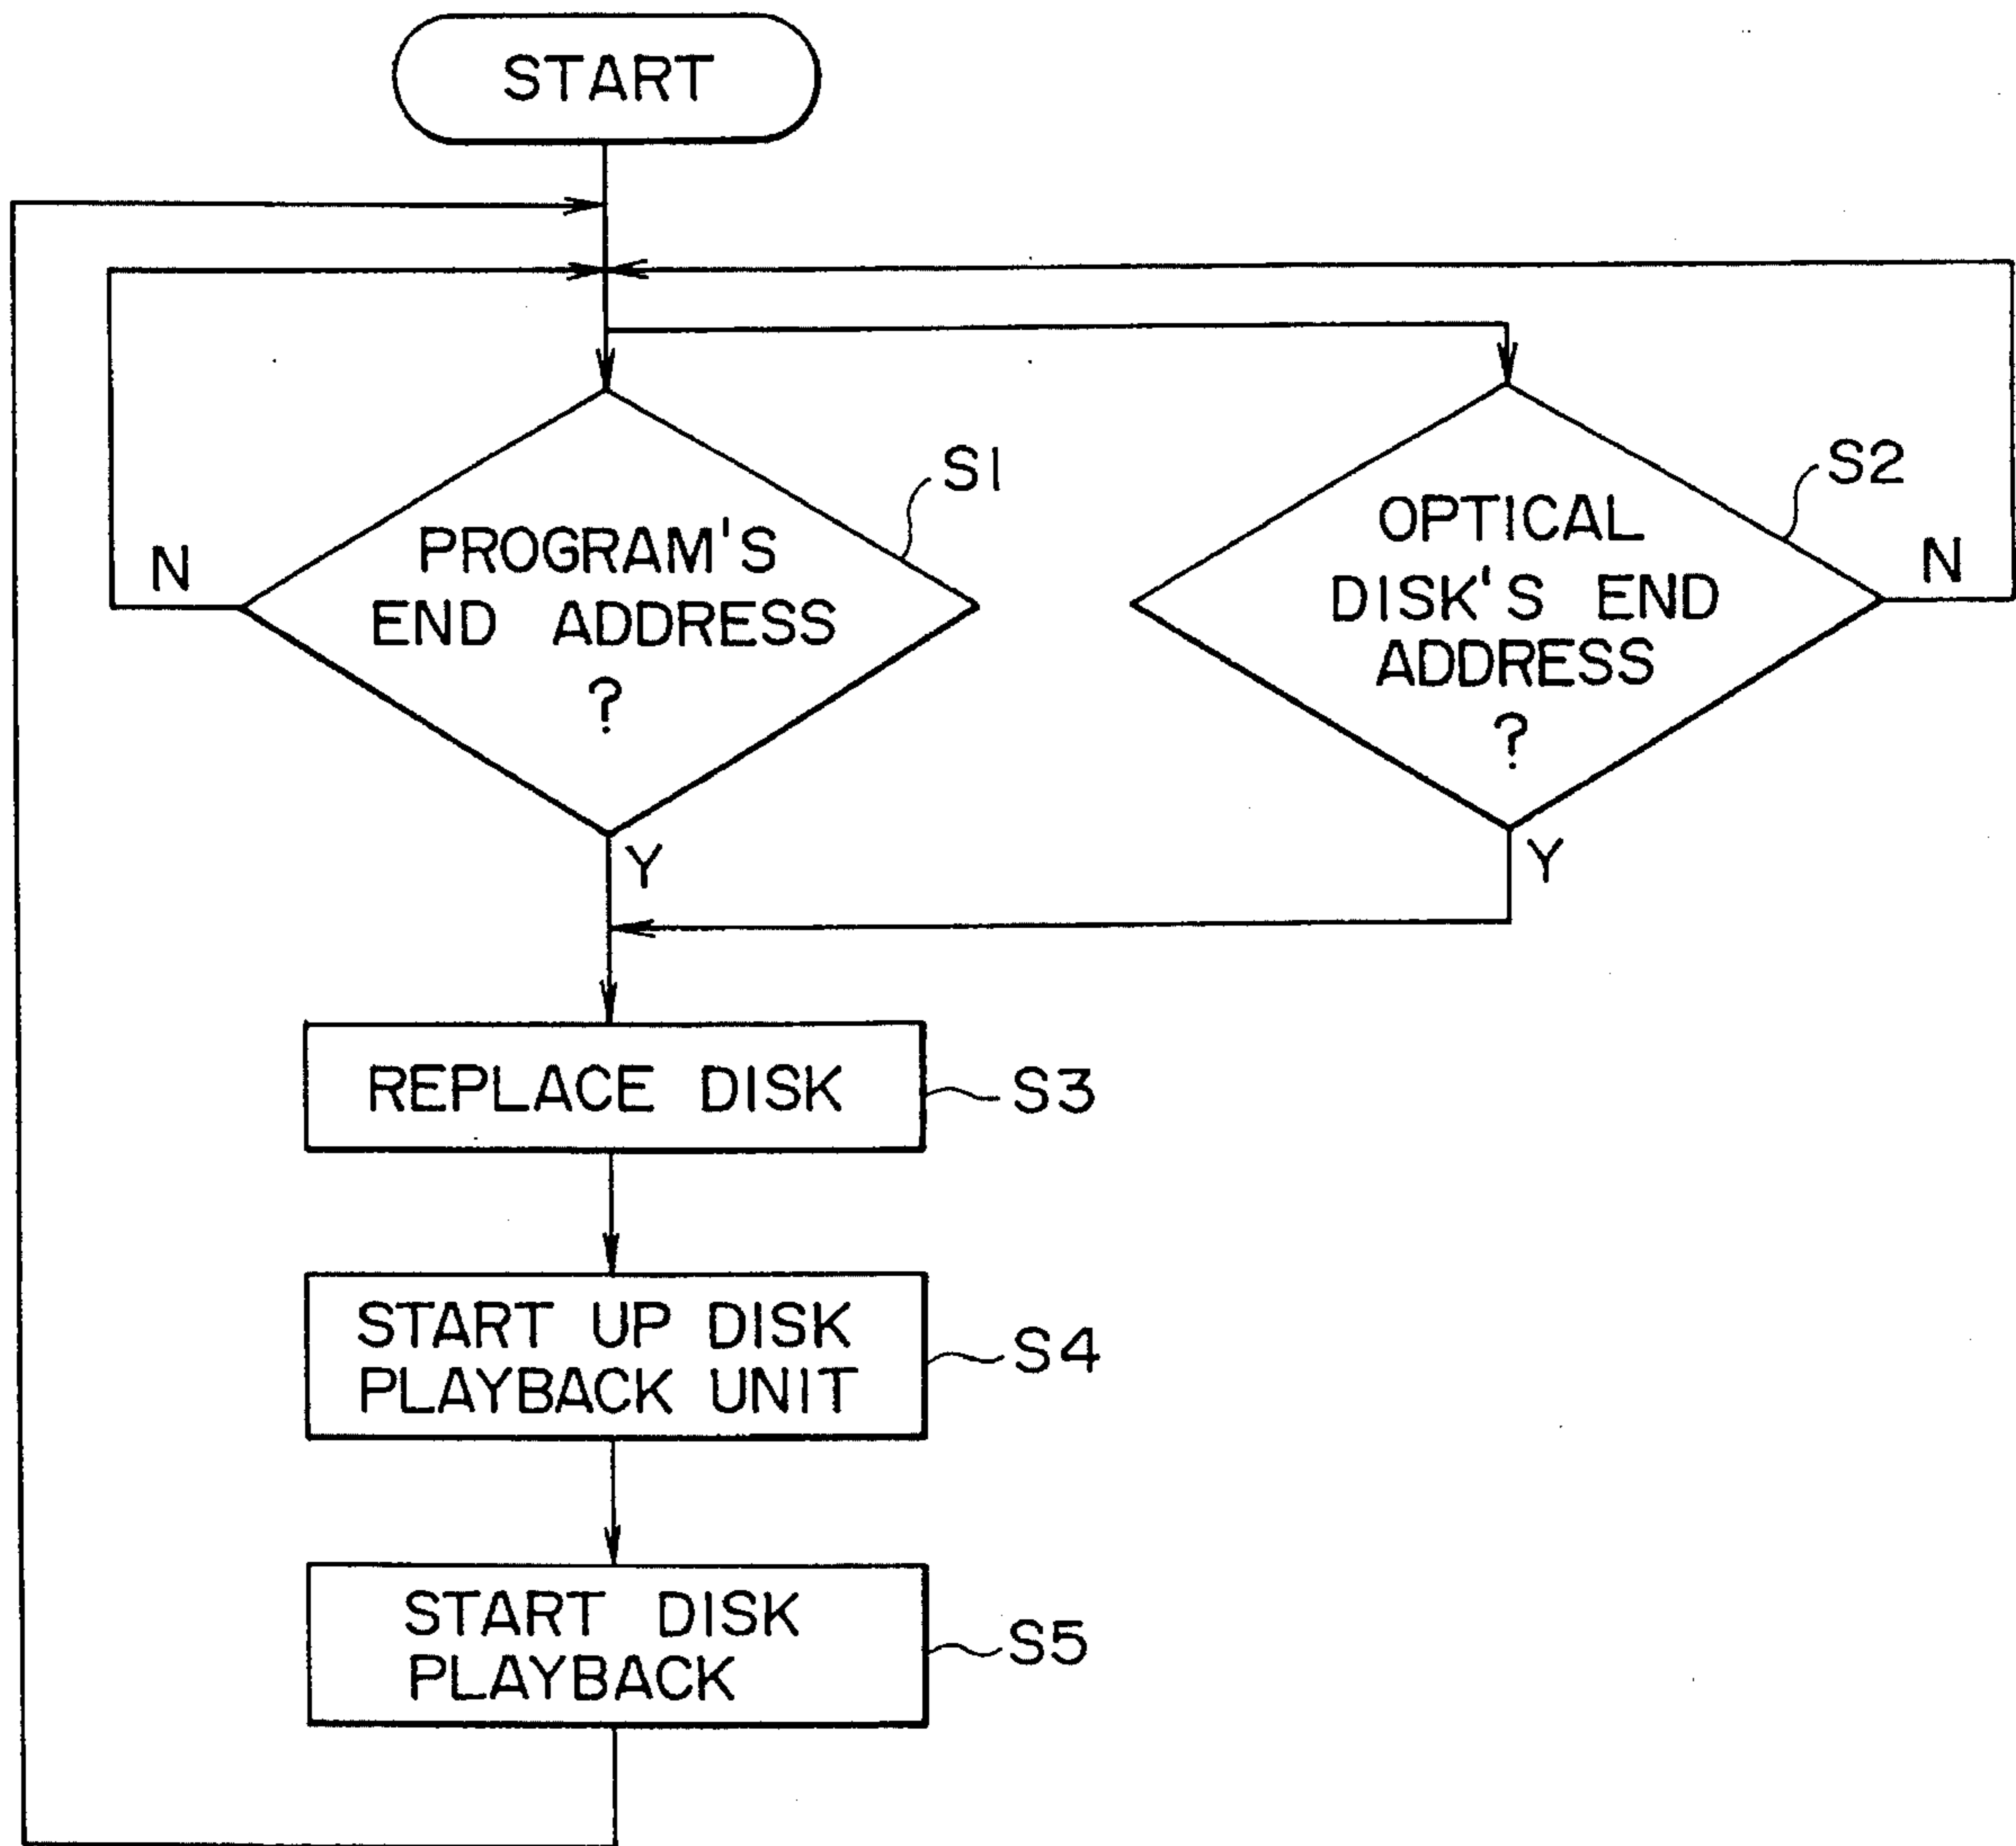 START
S1
PROGRAM'S
END ADDRESS
?
N
Y
S2
OPTICAL
DISK'S END
ADDRESS
?
N
Y
REPLACE DISK
S3
START UP DISK
PLAYBACK UNIT
S4
START DISK
PLAYBACK
S5